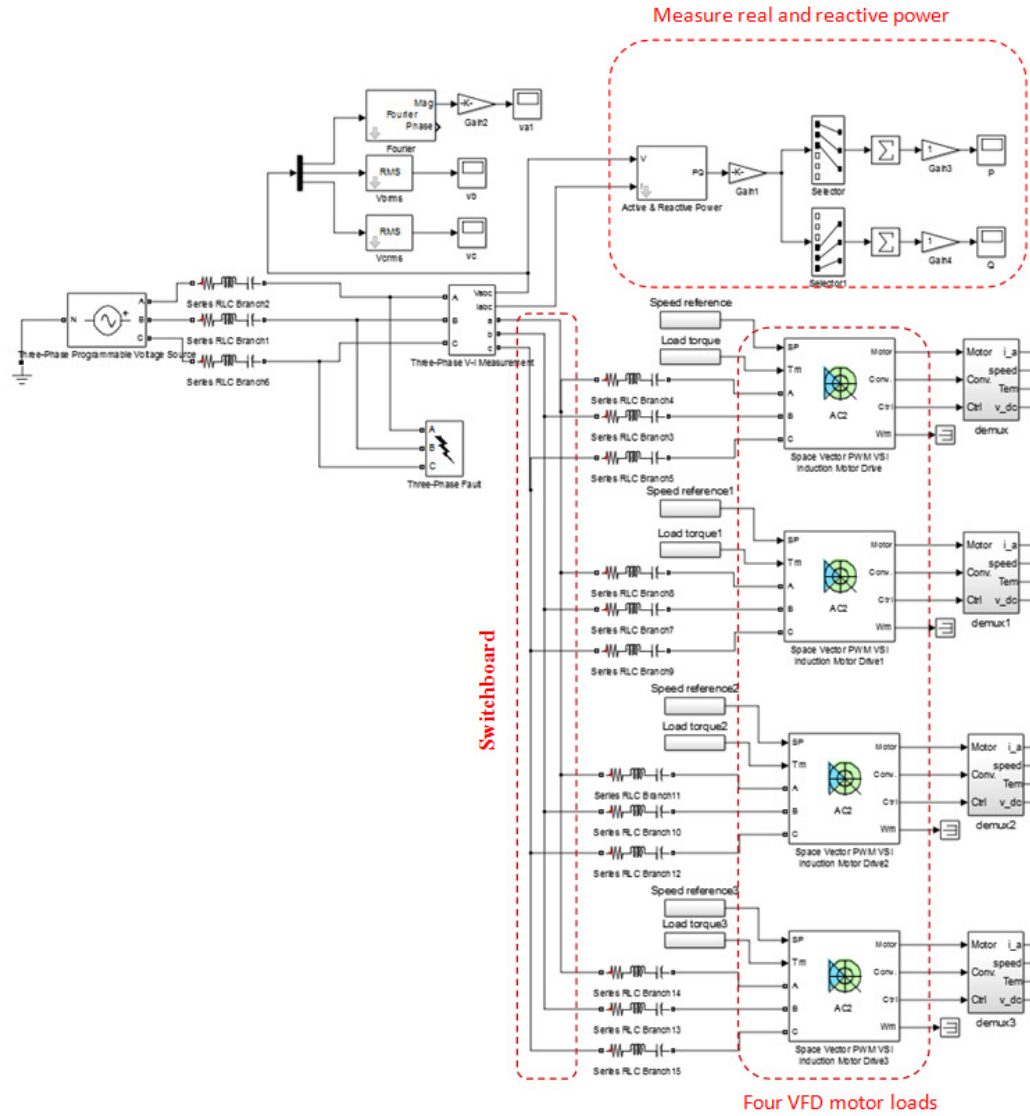 Measure real and reactive power
Mag
Fourier
Phase
Fourier
-K-
Gain2
va1
RMS
Vbrms
vb
RMS
Vcrms
vc
V
I
PQ
Active & Reactive Power
-K-
Gain1
Selector
Σ
1
Gain3
P
Selector1
Σ
1
Gain4
Q
N
A
B
C
Three-Phase Programmable Voltage Source
Series RLC Branch2
Series RLC Branch1
Series RLC Branch6
A
B
C
Vabc
Iabc
a
b
c
Three-Phase V-I Measurement
A
B
C
Three-Phase Fault
Switchboard
Speed reference
Load torque
Series RLC Branch4
Series RLC Branch3
Series RLC Branch5
SP
Tm
A
B
C
AC2
Motor
Conv.
Ctrl
Wm
Space Vector PWM VSI
Induction Motor Drive
Motor
Conv.
Ctrl
i_a
speed
Tem
v_dc
demux
Speed reference1
Load torque1
Series RLC Branch8
Series RLC Branch7
Series RLC Branch9
SP
Tm
A
B
C
AC2
Motor
Conv.
Ctrl
Wm
Space Vector PWM VSI
Induction Motor Drive1
Motor
Conv.
Ctrl
i_a
speed
Tem
v_dc
demux1
Speed reference2
Load torque2
Series RLC Branch11
Series RLC Branch10
Series RLC Branch12
SP
Tm
A
B
C
AC2
Motor
Conv.
Ctrl
Wm
Space Vector PWM VSI
Induction Motor Drive2
Motor
Conv.
Ctrl
i_a
speed
Tem
v_dc
demux2
Speed reference3
Load torque3
Series RLC Branch14
Series RLC Branch13
Series RLC Branch15
SP
Tm
A
B
C
AC2
Motor
Conv.
Ctrl
Wm
Space Vector PWM VSI
Induction Motor Drive3
Motor
Conv.
Ctrl
i_a
speed
Tem
v_dc
demux3
Four VFD motor loads